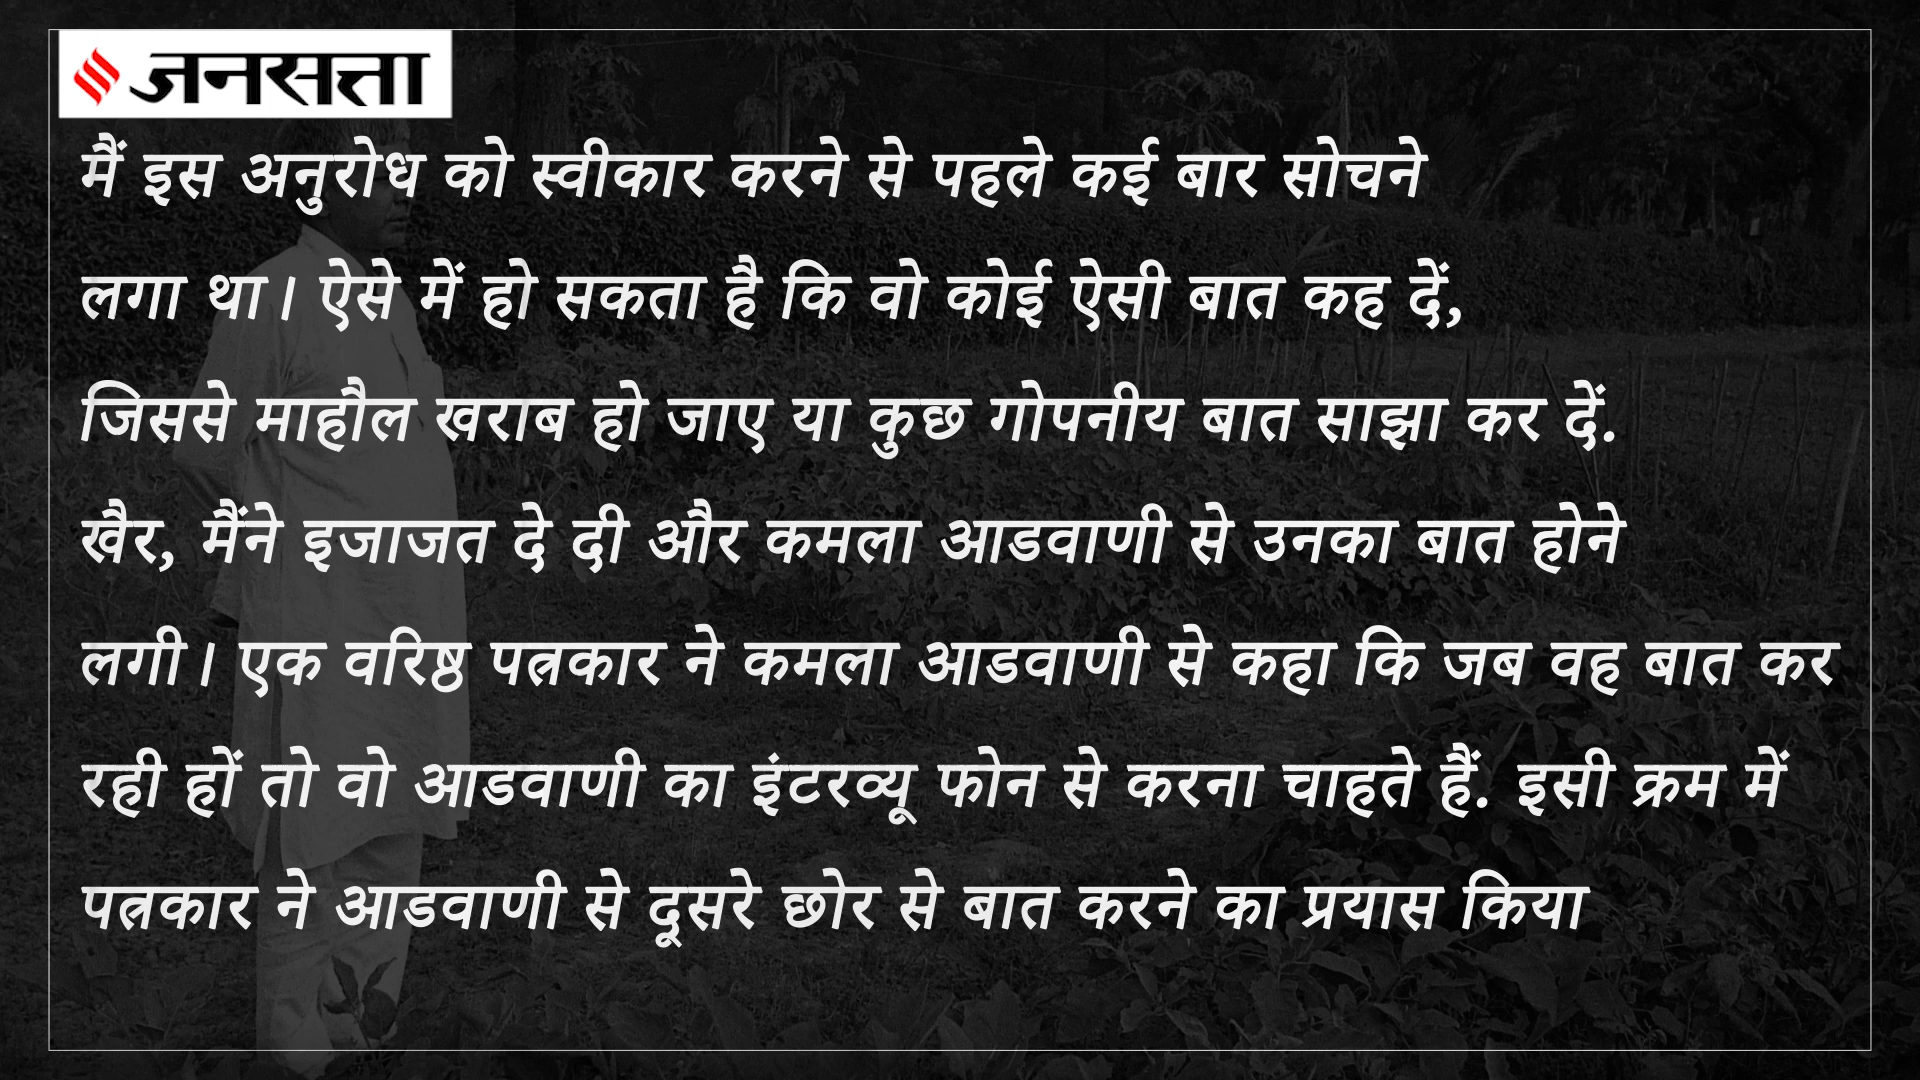 जनसत्ता
मैं इस अनुरोध को स्वीकार करने से पहले कई बार सोचने
लगा था। ऐसे में हो सकता है कि वो कोई ऐसी बात कह दें,
जिससे माहौल खराब हो जाए या कुछ गोपनीय बात साझा कर दें.
खैर, मैंने इजाजत दे दी और कमला आडवाणी से उनका बात होने
लगी। एक वरिष्ठ पत्रकार ने कमला आडवाणी से कहा कि जब वह बात कर
रही हों तो वो आडवाणी का इंटरव्यू फोन से करना चाहते हैं. इसी क्रम में
पत्रकार ने आडवाणी से दूसरे छोर से बात करने का प्रयास किया